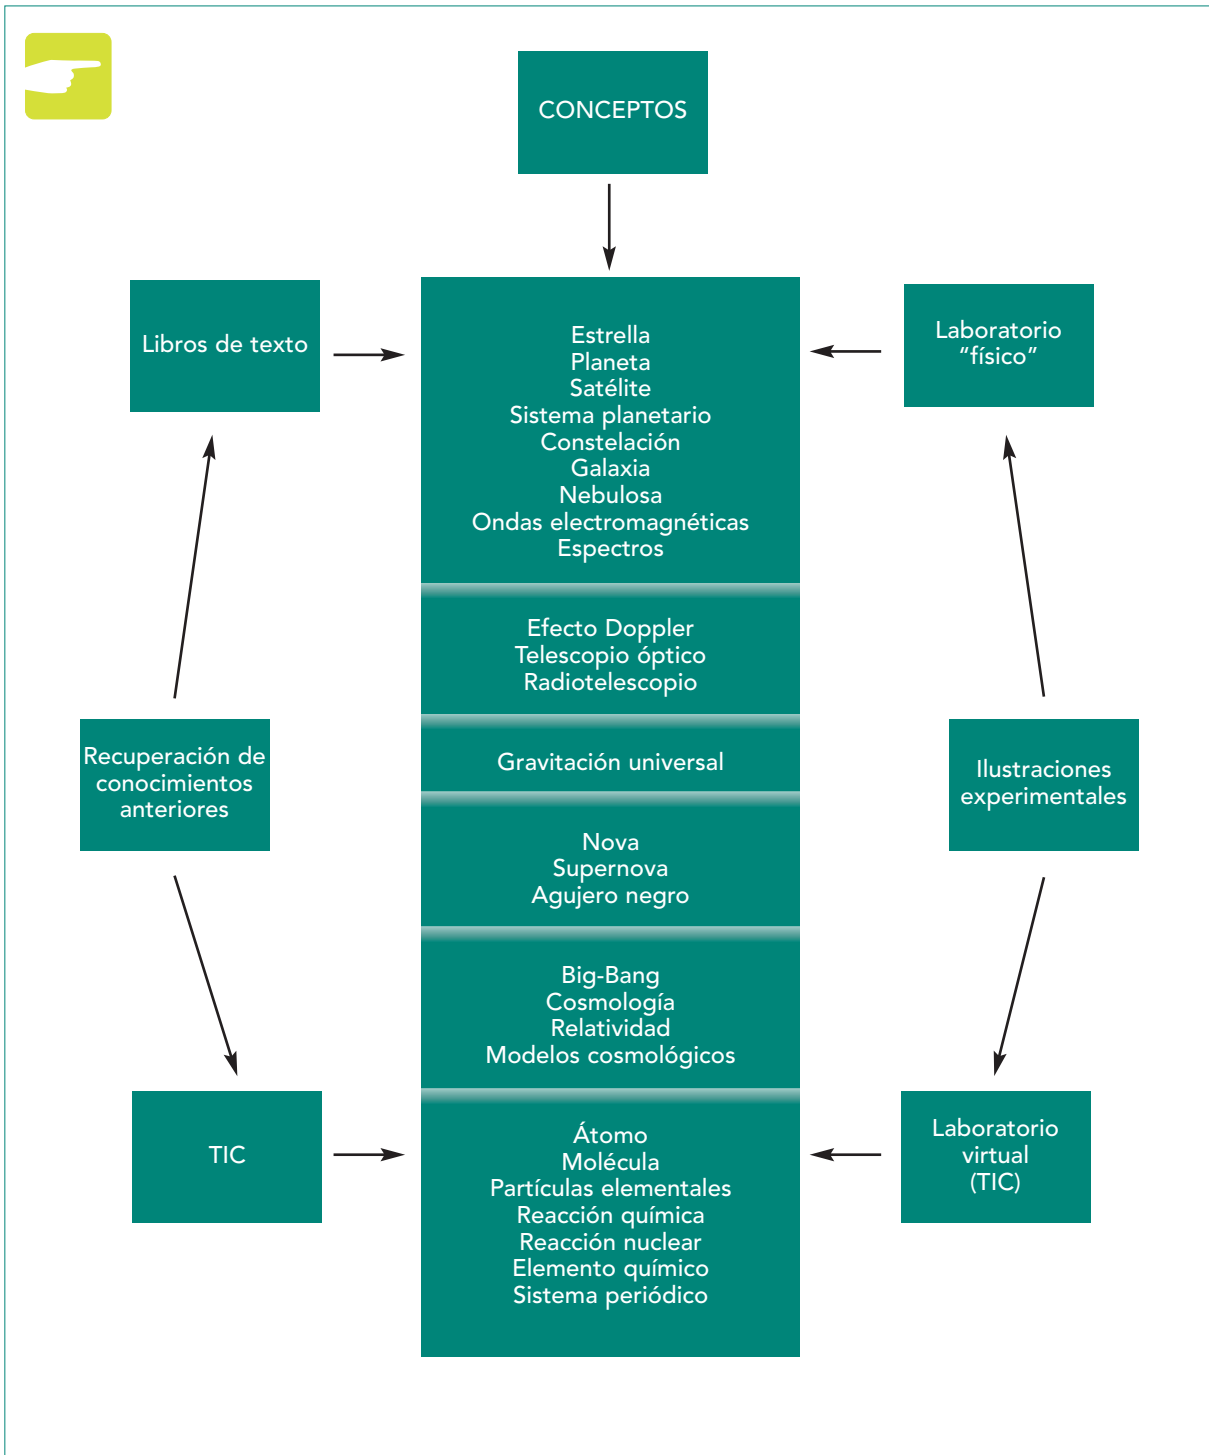 CONCEPTOS
Libros de texto
Laboratorio
“físico”
Estrella
Planeta
Satélite
Sistema planetario
Constelación
Galaxia
Nebulosa
Ondas electromagnéticas
Espectros
Efecto Doppler
Telescopio óptico
Radiotelescopio
Recuperación de
conocimientos
anteriores
Gravitación universal
Ilustraciones
experimentales
Nova
Supernova
Agujero negro
Big-Bang
Cosmología
Relatividad
Modelos cosmológicos
TIC
Átomo
Molécula
Partículas elementales
Reacción química
Reacción nuclear
Elemento químico
Sistema periódico
Laboratorio
virtual
(TIC)